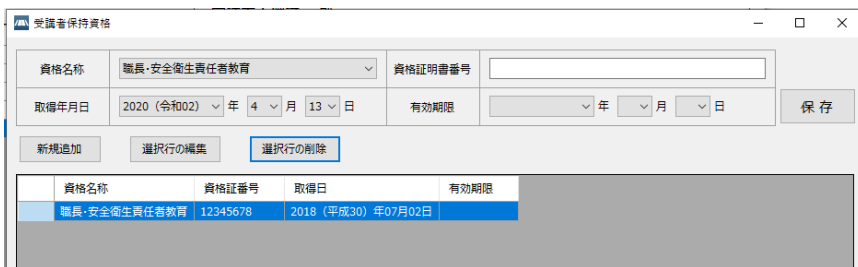 受講者保持資格
資格名称 職長・安全衛生責任者教育 資格証明書番号
取得年月日 2020（令和02） 年 4 月 13 日 有効期限 年 月 日 保存
新規追加 選択行の編集 選択行の削除
資格名称 資格証番号 取得日 有効期限
職長・安全衛生責任者教育 12345678 2018（平成30）年07月02日